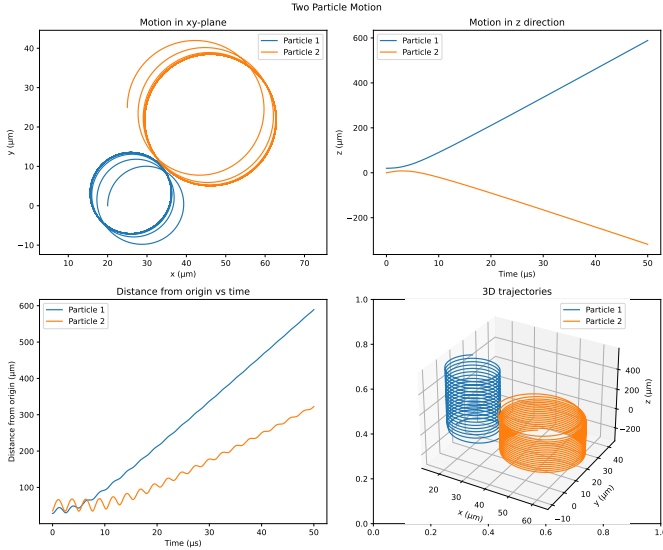 Two Particle Motion
Motion in xy-plane
Particle 1
Particle 2
y (μm)
40
30
20
10
0
−10
10 20 30 40 50 60 70
x (μm)
Motion in z direction
Particle 1
Particle 2
z (μm)
600
400
200
0
−200
0 10 20 30 40 50
Time (μs)
Distance from origin vs time
Particle 1
Particle 2
Distance from origin (μm)
600
500
400
300
200
100
0 10 20 30 40 50
Time (μs)
3D trajectories
Particle 1
Particle 2
1.0
0.8
0.6
0.4
0.2
0.0
0.0 0.2 0.4 0.6 0.8 1.0
x (μm)
20 30 40 50 60
y (μm)
−10 0 10 20 30 40
z (μm)
400
200
0
−200